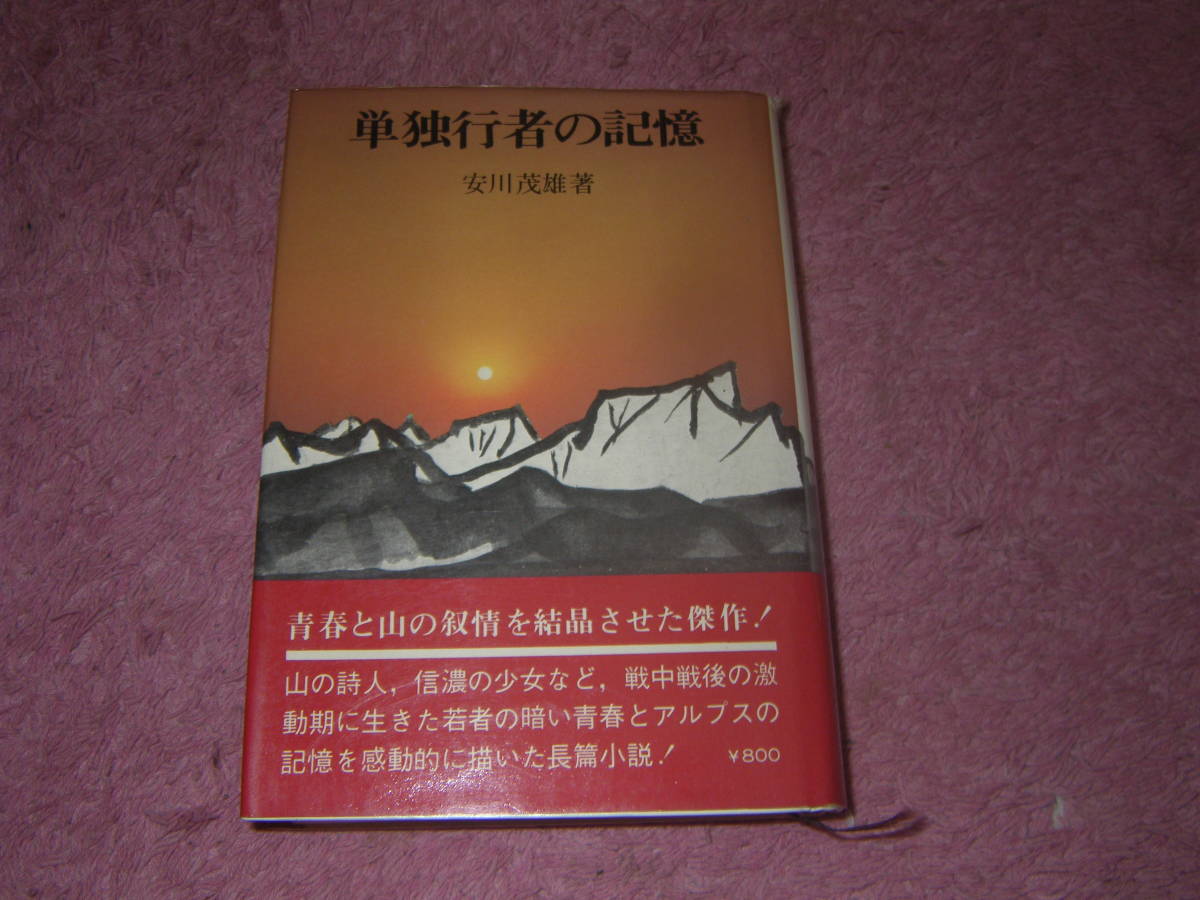 単独行者の記憶
安川茂雄著
青春と山の叙情を結晶させた傑作！
山の詩人，信濃の少女など，戦中戦後の激
動期に生きた若者の暗い青春とアルプスの
記憶を感動的に描いた長篇小説！ ¥800